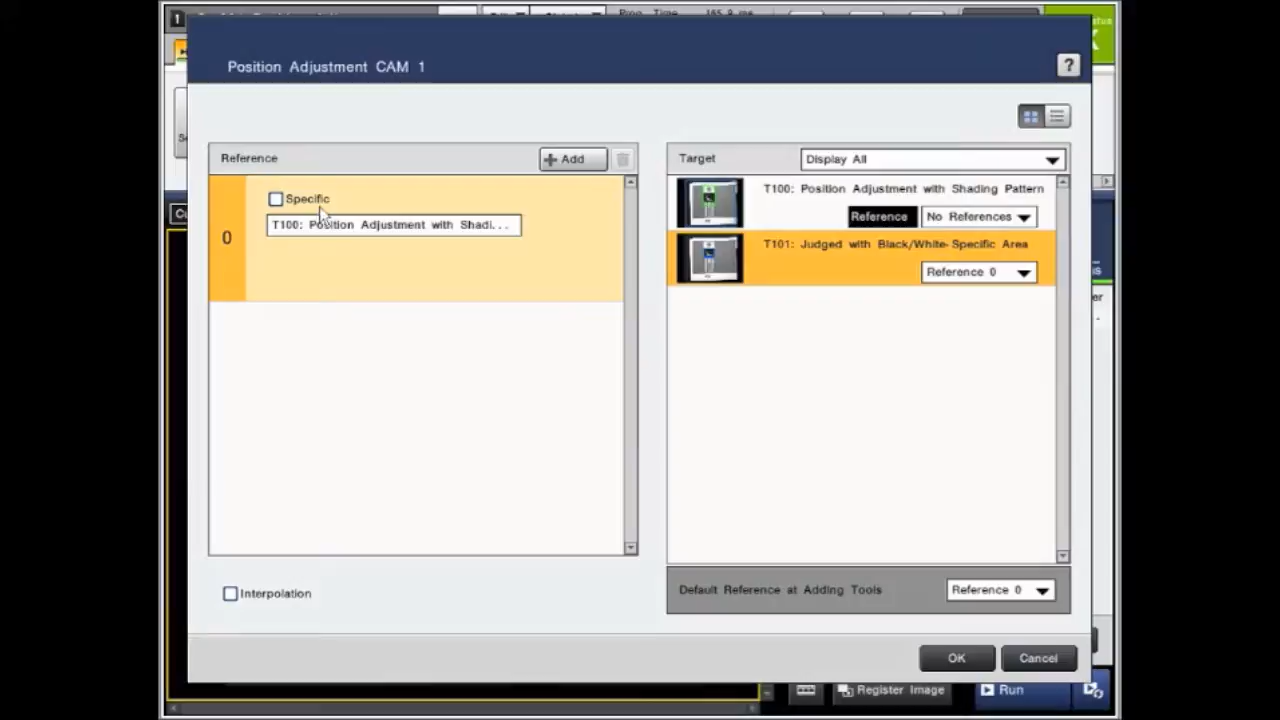 1
Position Adjustment CAM 1
?
Reference
Add
Target
Display All
0
Specific
T100: Position Adjustment with Shadi...
T100: Position Adjustment with Shading Pattern
Reference
No References
T101: Judged with Black/White-Specific Area
Reference 0
Interpolation
Default Reference at Adding Tools
Reference 0
OK
Cancel
Register Image
Run